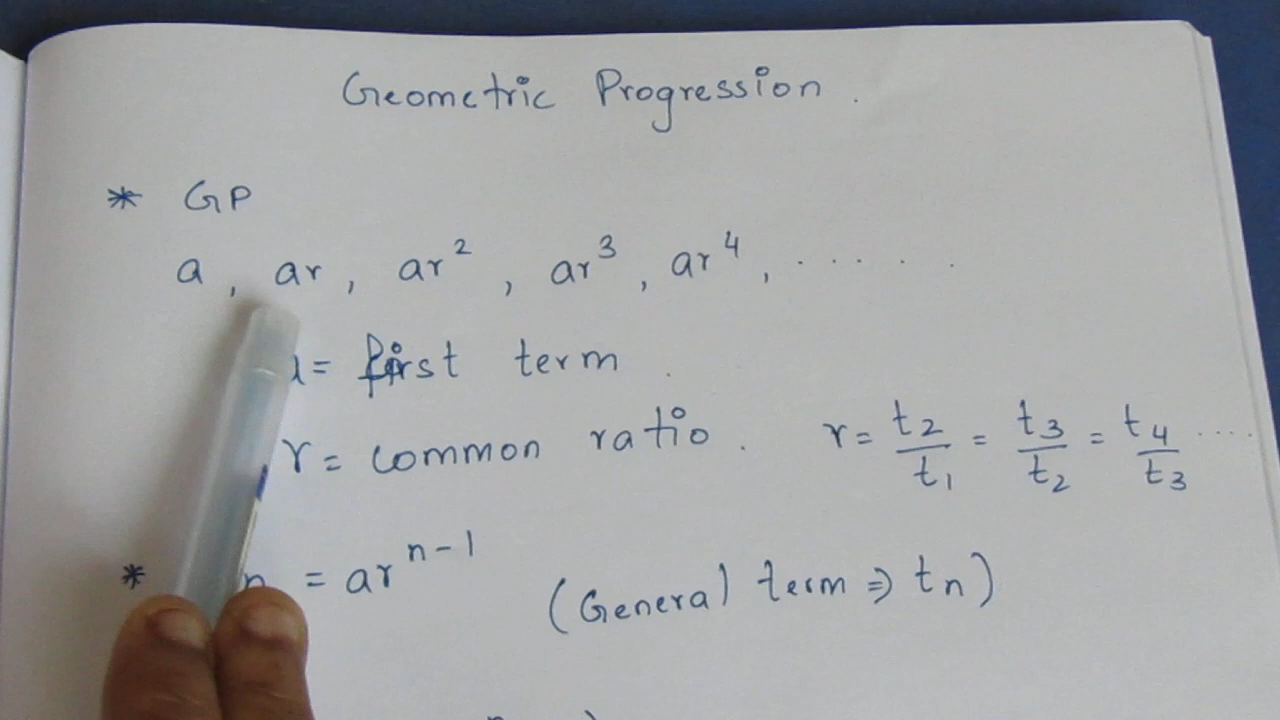 Geometric Progression.
* GP
a, ar, ar², ar³, ar⁴, ......
= first term.
r = common ratio. r = t₂/t₁ = t₃/t₂ = t₄/t₃ ....
* n = arⁿ⁻¹ (General term ⇒ tₙ)